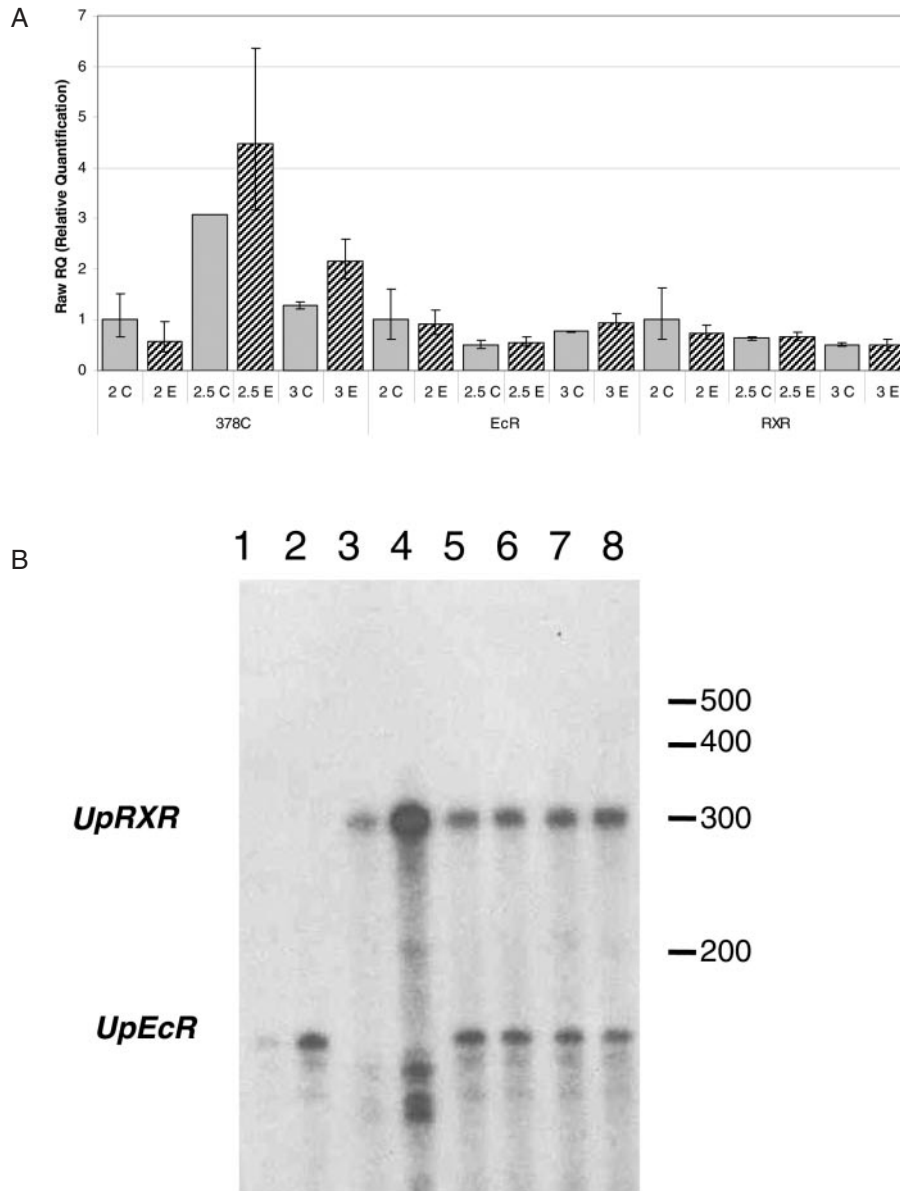 A
Raw RQ (Relative Quantification)
7
6
5
4
3
2
1
0
2 C 2 E 2.5 C 2.5 E 3 C 3 E 2 C 2 E 2.5 C 2.5 E 3 C 3 E 2 C 2 E 2.5 C 2.5 E 3 C 3 E
378C EcR RXR
B
1 2 3 4 5 6 7 8
500
400
UpRXR 300
200
UpEcR